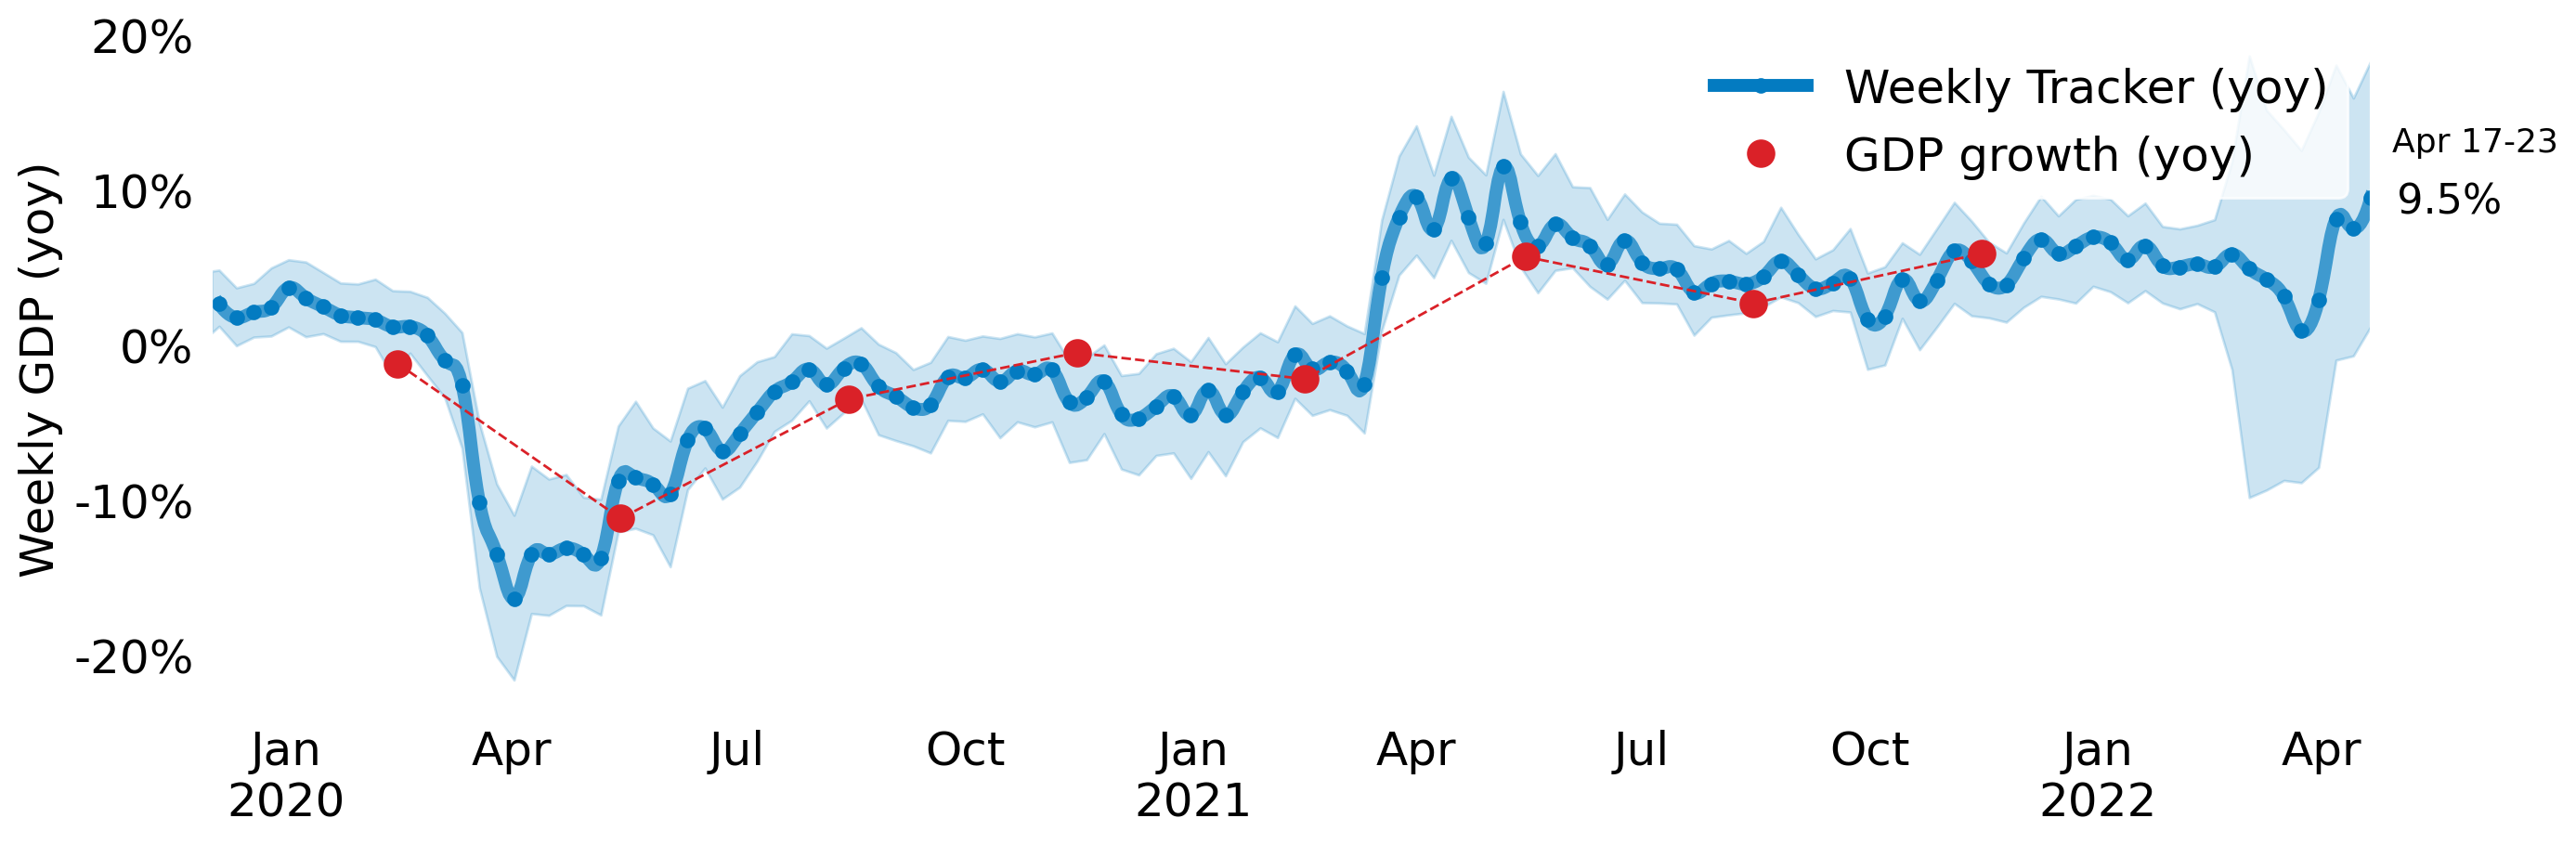 Weekly GDP (yoy)
20%
10%
0%
-10%
-20%
Weekly Tracker (yoy)
GDP growth (yoy)
Apr 17-23
9.5%
Jan
2020
Apr
Jul
Oct
Jan
2021
Apr
Jul
Oct
Jan
2022
Apr